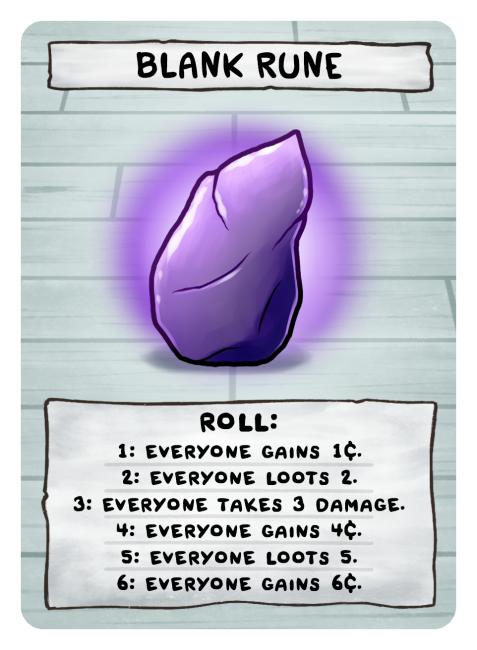 BLANK RUNE
ROLL:
1: EVERYONE GAINS 1¢.
2: EVERYONE LOOTS 2.
3: EVERYONE TAKES 3 DAMAGE.
4: EVERYONE GAINS 4¢.
5: EVERYONE LOOTS 5.
6: EVERYONE GAINS 6¢.